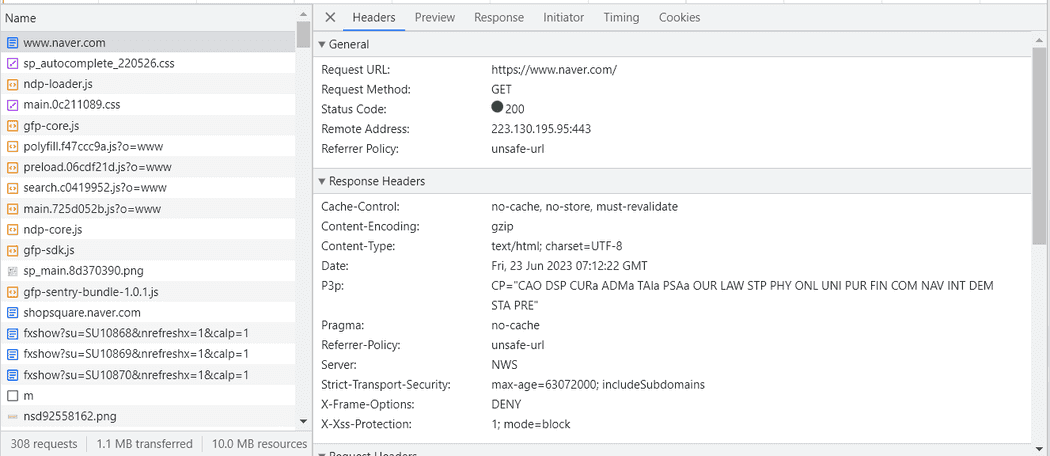 Name
www.naver.com
sp_autocomplete_220526.css
ndp-loader.js
main.0c211089.css
gfp-core.js
polyfill.f47ccc9a.js?o=www
preload.06cdf21d.js?o=www
search.c0419952.js?o=www
main.725d052b.js?o=www
ndp-core.js
gfp-sdk.js
sp_main.8d370390.png
gfp-sentry-bundle-1.0.1.js
shopsquare.naver.com
fxshow?su=SU10868&nrefreshx=1&calp=1
fxshow?su=SU10869&nrefreshx=1&calp=1
fxshow?su=SU10870&nrefreshx=1&calp=1
m
nsd92558162.png
308 requests 1.1 MB transferred 10.0 MB resources
Headers Preview Response Initiator Timing Cookies
General
Request URL: https://www.naver.com/
Request Method: GET
Status Code: 200
Remote Address: 223.130.195.95:443
Referrer Policy: unsafe-url
Response Headers
Cache-Control: no-cache, no-store, must-revalidate
Content-Encoding: gzip
Content-Type: text/html; charset=UTF-8
Date: Fri, 23 Jun 2023 07:12:22 GMT
P3p: CP="CAO DSP CURa ADMa TAIa PSAa OUR LAW STP PHY ONL UNI PUR FIN COM NAV INT DEM
STA PRE"
Pragma: no-cache
Referrer-Policy: unsafe-url
Server: NWS
Strict-Transport-Security: max-age=63072000; includeSubdomains
X-Frame-Options: DENY
X-Xss-Protection: 1; mode=block
Request Headers